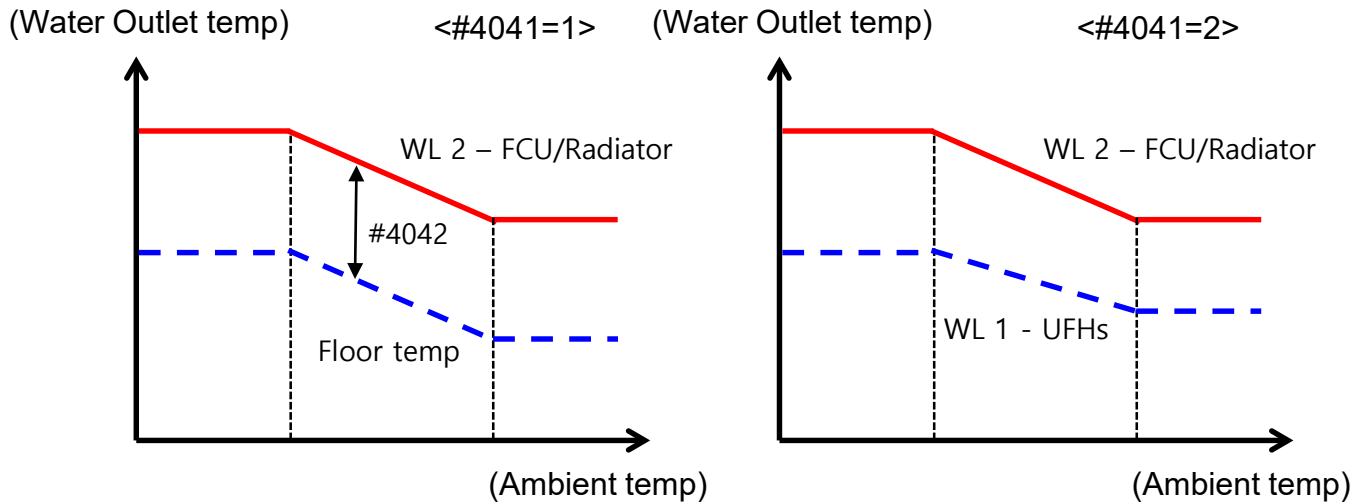 (Water Outlet temp)
<#4041=1>
WL 2 – FCU/Radiator
#4042
Floor temp
(Ambient temp)
(Water Outlet temp)
<#4041=2>
WL 2 – FCU/Radiator
WL 1 - UFHs
(Ambient temp)